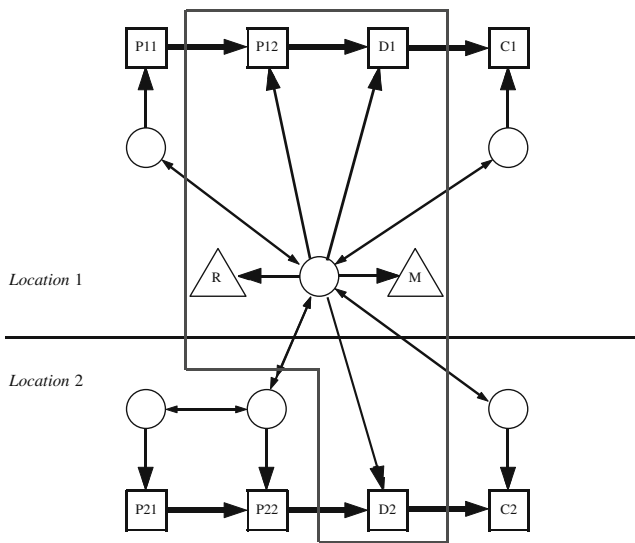 P11 P12 D1 C1
R M
Location 1
Location 2
P21 P22 D2 C2